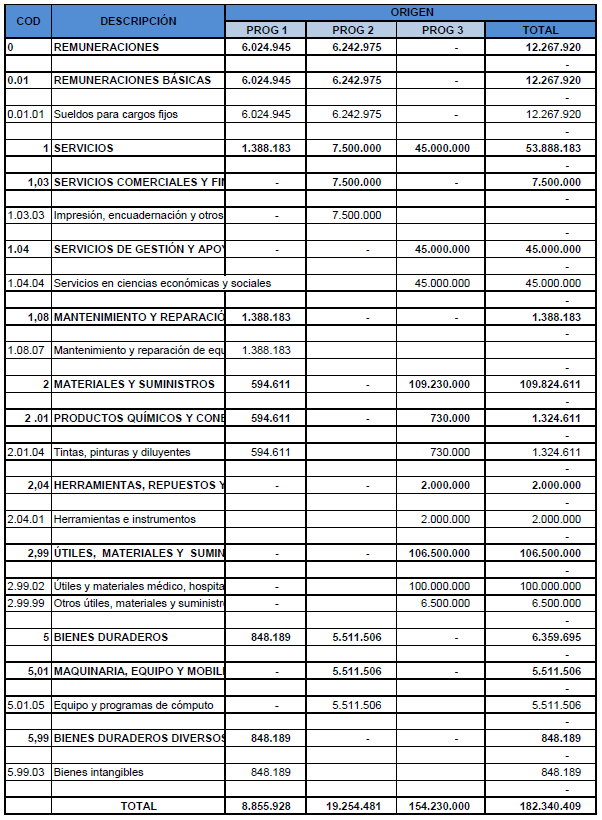 COD DESCRIPCIÓN ORIGEN
PROG 1 PROG 2 PROG 3 TOTAL
0 REMUNERACIONES 6.024.945 6.242.975 - 12.267.920
-
0.01 REMUNERACIONES BÁSICAS 6.024.945 6.242.975 - 12.267.920
-
0.01.01 Sueldos para cargos fijos 6.024.945 6.242.975 - 12.267.920
-
1 SERVICIOS 1.388.183 7.500.000 45.000.000 53.888.183
-
1,03 SERVICIOS COMERCIALES Y FIN - 7.500.000 - 7.500.000
-
1.03.03 Impresión, encuadernación y otros - 7.500.000
-
1.04 SERVICIOS DE GESTIÓN Y APOY - - 45.000.000 45.000.000
-
1.04.04 Servicios en ciencias económicas y sociales 45.000.000 45.000.000
-
1,08 MANTENIMIENTO Y REPARACIÓ 1.388.183 - - 1.388.183
-
1.08.07 Mantenimiento y reparación de equ 1.388.183
-
2 MATERIALES Y SUMINISTROS 594.611 - 109.230.000 109.824.611
-
2 .01 PRODUCTOS QUÍMICOS Y CONE 594.611 - 730.000 1.324.611
-
2.01.04 Tintas, pinturas y diluyentes 594.611 730.000 1.324.611
-
2,04 HERRAMIENTAS, REPUESTOS Y - - 2.000.000 2.000.000
-
2.04.01 Herramientas e instrumentos 2.000.000 2.000.000
-
2,99 ÚTILES, MATERIALES Y SUMIN - - 106.500.000 106.500.000
-
2.99.02 Útiles y materiales médico, hospita - 100.000.000 100.000.000
2.99.99 Otros útiles, materiales y suministro - 6.500.000 6.500.000
-
5 BIENES DURADEROS 848.189 5.511.506 - 6.359.695
-
5,01 MAQUINARIA, EQUIPO Y MOBILI - 5.511.506 - 5.511.506
-
5.01.05 Equipo y programas de cómputo - 5.511.506 5.511.506
-
5,99 BIENES DURADEROS DIVERSOS 848.189 - - 848.189
-
5.99.03 Bienes intangibles 848.189 848.189
-
TOTAL 8.855.928 19.254.481 154.230.000 182.340.409